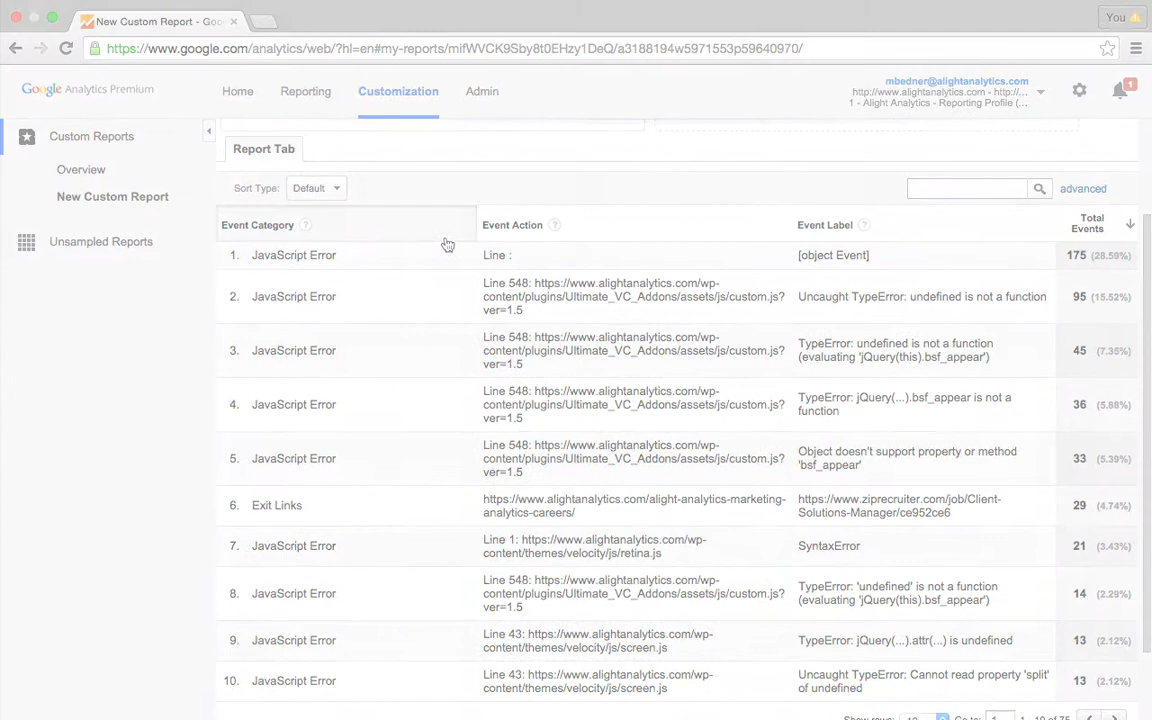 New Custom Report - Goo
You
https://www.google.com/analytics/web/?hl=en#my-reports/mifWVCK9Sby8t0EHzy1DeQ/a3188194w5971553p59640970/
Google Analytics Premium
Home Reporting Customization Admin
mbedner@alightanalytics.com
http://www.alightanalytics.com - http://...
1 - Alight Analytics - Reporting Profile (...
1
Custom Reports
Overview
New Custom Report
Unsampled Reports
Report Tab
Sort Type: Default
advanced
Event Category ? Event Action ? Event Label ? Total
Events
1. JavaScript Error Line : [object Event] 175 (28.59%)
2. JavaScript Error Line 548: https://www.alightanalytics.com/wp-
content/plugins/Ultimate_VC_Addons/assets/js/custom.js?
ver=1.5
Uncaught TypeError: undefined is not a function 95 (15.52%)
3. JavaScript Error Line 548: https://www.alightanalytics.com/wp-
content/plugins/Ultimate_VC_Addons/assets/js/custom.js?
ver=1.5
TypeError: undefined is not a function
(evaluating 'jQuery(this).bsf_appear')
45 (7.35%)
4. JavaScript Error Line 548: https://www.alightanalytics.com/wp-
content/plugins/Ultimate_VC_Addons/assets/js/custom.js?
ver=1.5
TypeError: jQuery(...).bsf_appear is not a
function
36 (5.88%)
5. JavaScript Error Line 548: https://www.alightanalytics.com/wp-
content/plugins/Ultimate_VC_Addons/assets/js/custom.js?
ver=1.5
Object doesn't support property or method
'bsf_appear'
33 (5.39%)
6. Exit Links https://www.alightanalytics.com/alight-analytics-marketing-
analytics-careers/
https://www.ziprecruiter.com/job/Client-
Solutions-Manager/ce952ce6
29 (4.74%)
7. JavaScript Error Line 1: https://www.alightanalytics.com/wp-
content/themes/velocity/js/retina.js
SyntaxError 21 (3.43%)
8. JavaScript Error Line 548: https://www.alightanalytics.com/wp-
content/plugins/Ultimate_VC_Addons/assets/js/custom.js?
ver=1.5
TypeError: 'undefined' is not a function
(evaluating 'jQuery(this).bsf_appear')
14 (2.29%)
9. JavaScript Error Line 43: https://www.alightanalytics.com/wp-
content/themes/velocity/js/screen.js
TypeError: jQuery(...).attr(...) is undefined 13 (2.12%)
10. JavaScript Error Line 43: https://www.alightanalytics.com/wp-
content/themes/velocity/js/screen.js
Uncaught TypeError: Cannot read property 'split'
of undefined
13 (2.12%)
Show rows: 10 Go to: 1 1 - 10 of 75